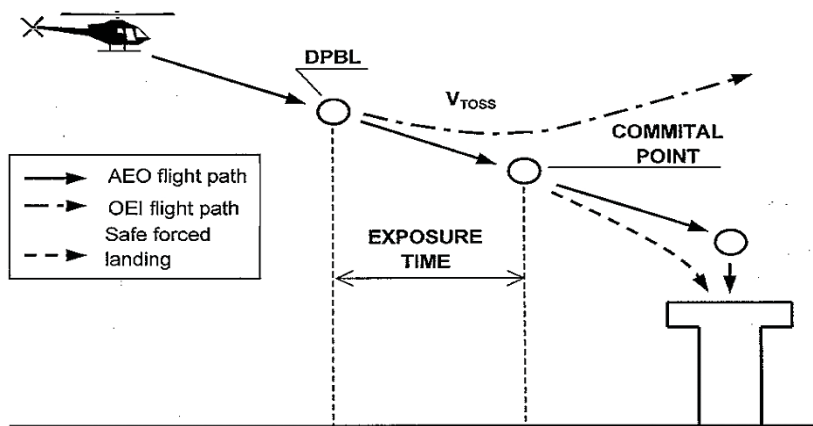 DPBL
VTOSS
COMMITAL
POINT
AEO flight path
OEI flight path
Safe forced
landing
EXPOSURE
TIME